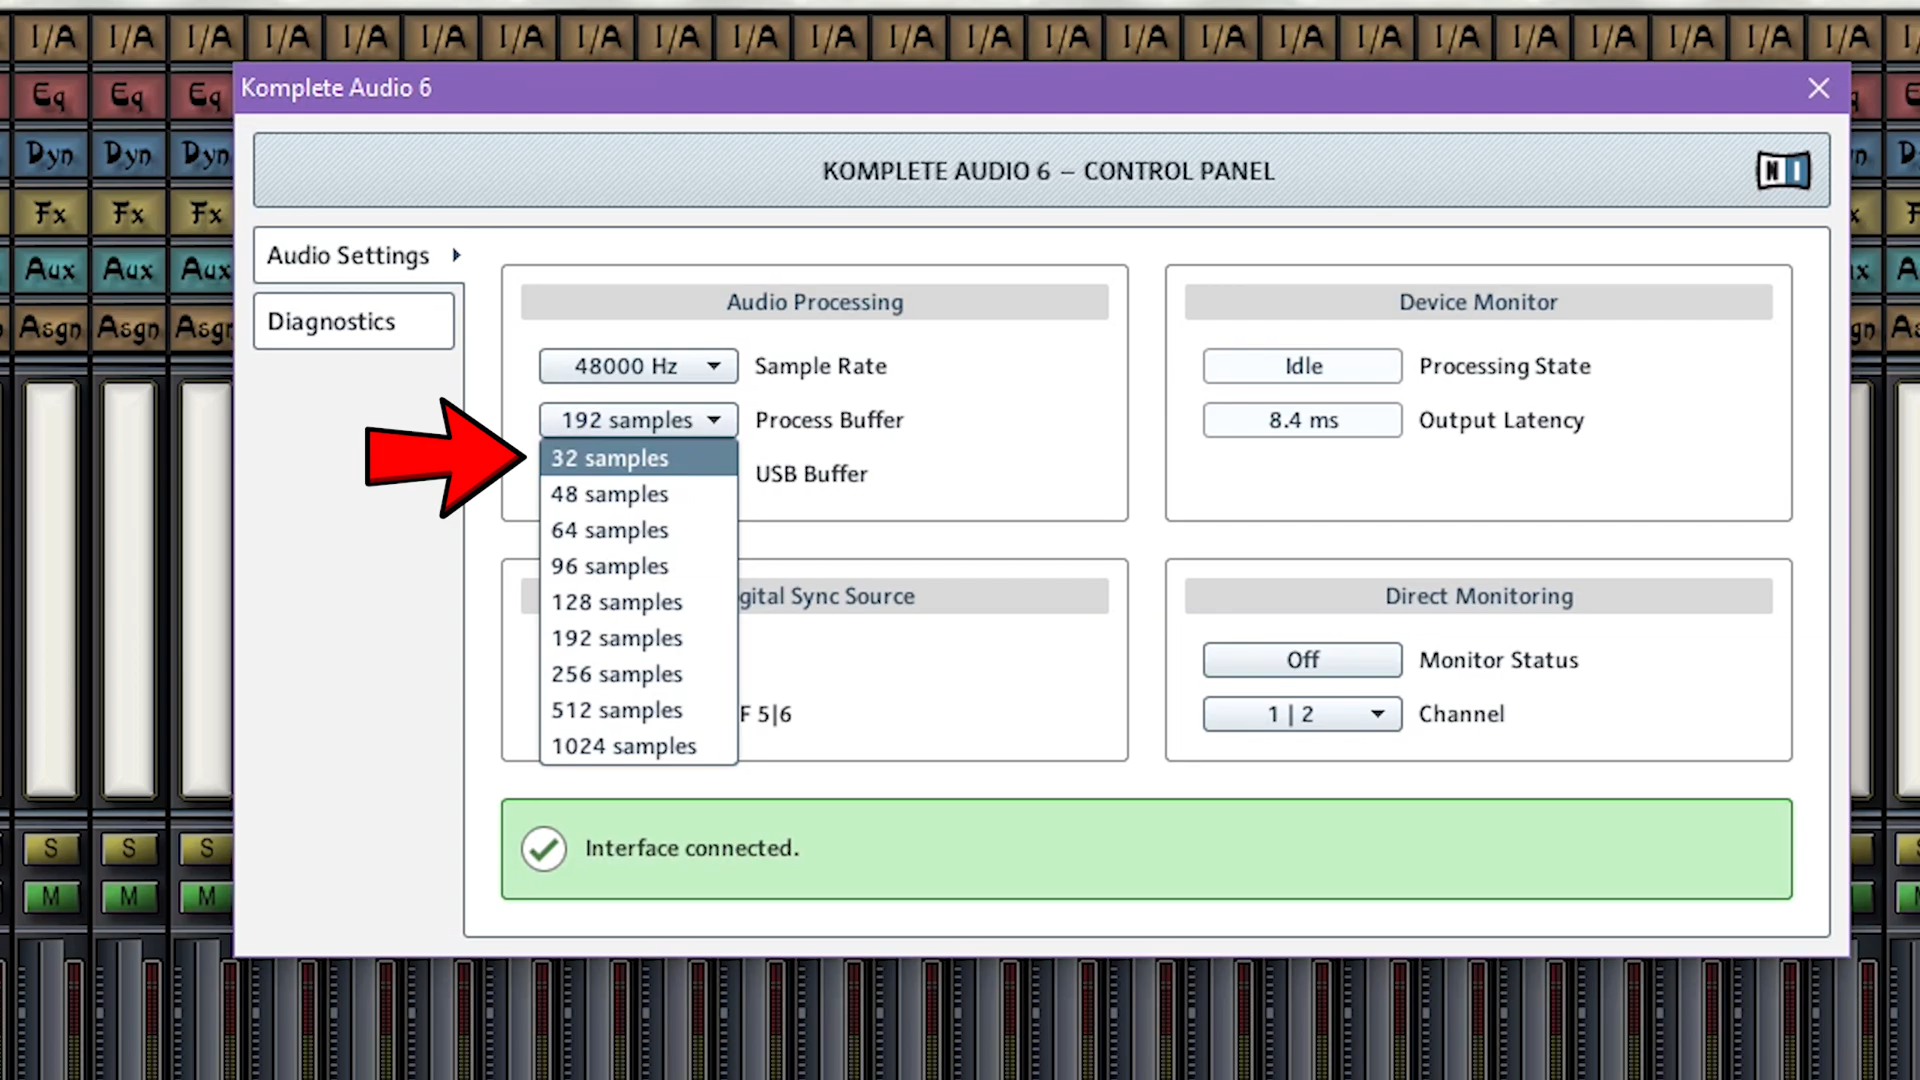 I/A I/A I/A I/A I/A I/A I/A I/A I/A I/A I/A I/A I/A I/A I/A I/A I/A I/A I/A I/A I/A I/A I/A I/A
Eq Eq Eq
Komplete Audio 6
KOMPLETE AUDIO 6 – CONTROL PANEL
NI
Dyn Dyn Dyn
Fx Fx Fx
Aux Aux Aux
Asgn Asgn Asgn
Audio Settings
Diagnostics
Audio Processing
48000 Hz Sample Rate
192 samples Process Buffer
USB Buffer
32 samples
48 samples
64 samples
96 samples
128 samples
192 samples
256 samples
512 samples
1024 samples
gital Sync Source
F 5|6
Device Monitor
Idle Processing State
8.4 ms Output Latency
Direct Monitoring
Off Monitor Status
1 | 2 Channel
Interface connected.
S S S
M M M